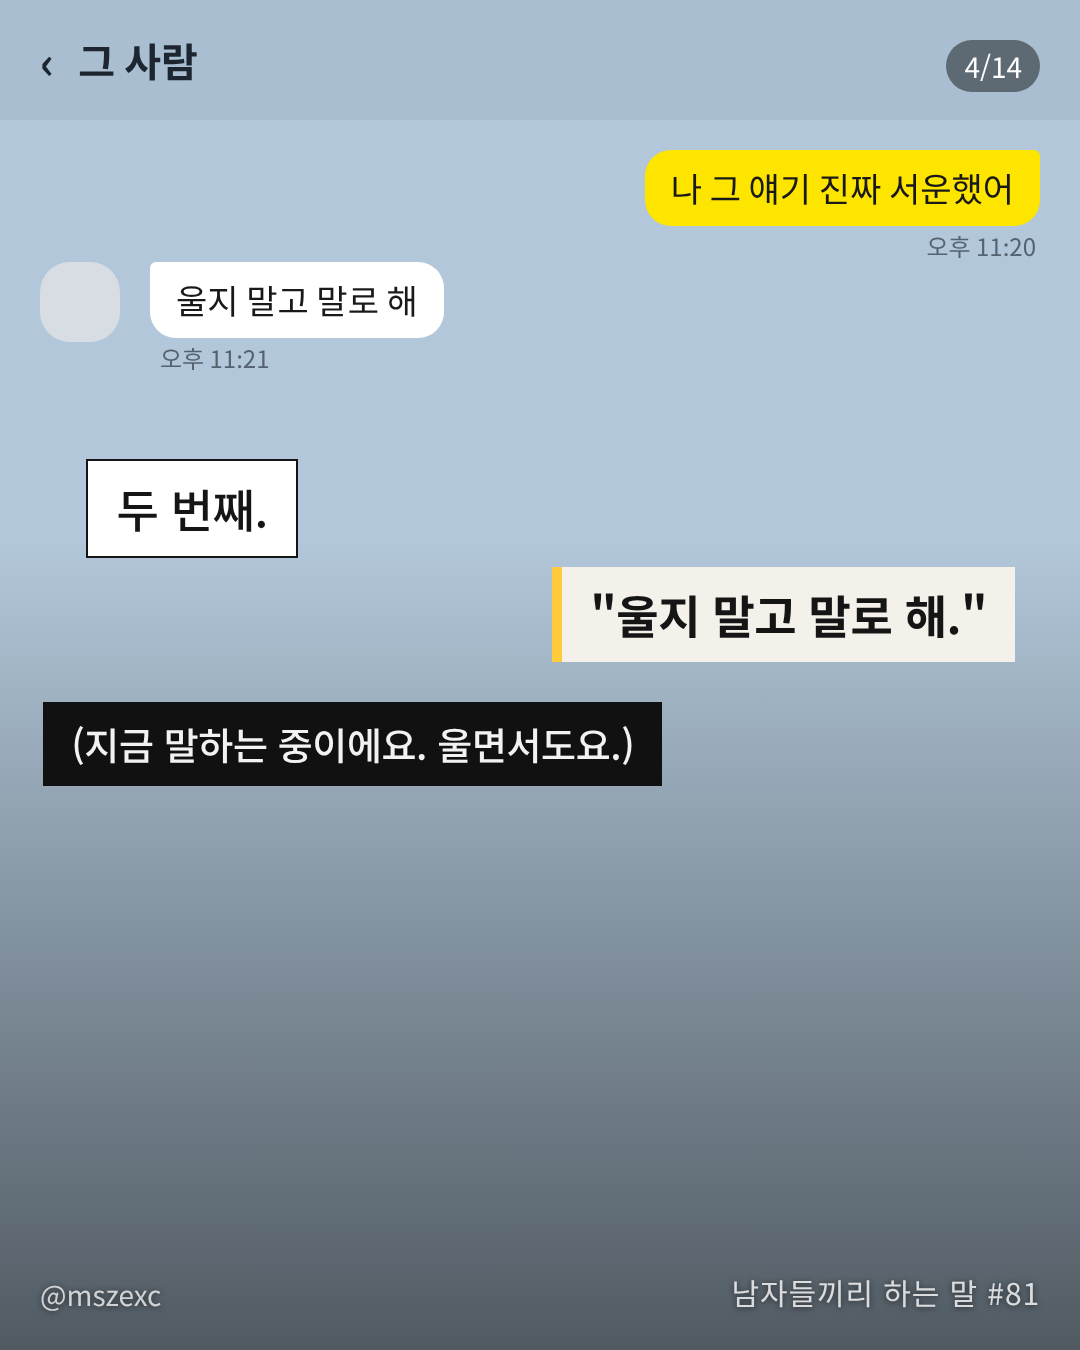 ‹ 그 사람
4/14
나 그 얘기 진짜 서운했어
오후 11:20
울지 말고 말로 해
오후 11:21
두 번째.
"울지 말고 말로 해."
(지금 말하는 중이에요. 울면서도요.)
@mszexc
남자들끼리 하는 말 #81